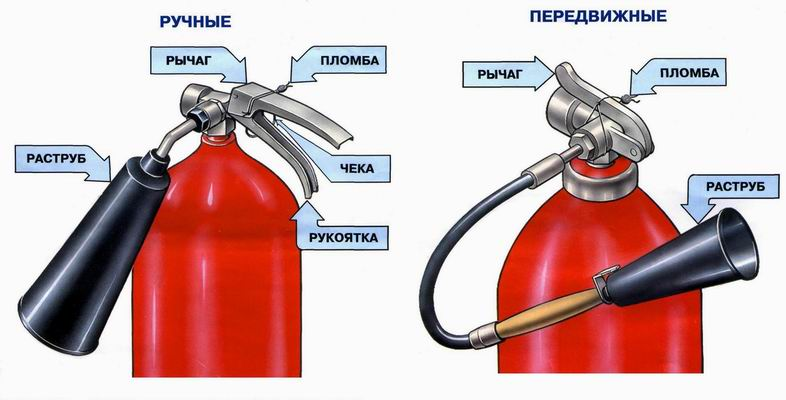 РУЧНЫЕ
РЫЧАГ
ПЛОМБА
РАСТРУБ
ЧЕКА
РУКОЯТКА
ПЕРЕДВИЖНЫЕ
РЫЧАГ
ПЛОМБА
РАСТРУБ